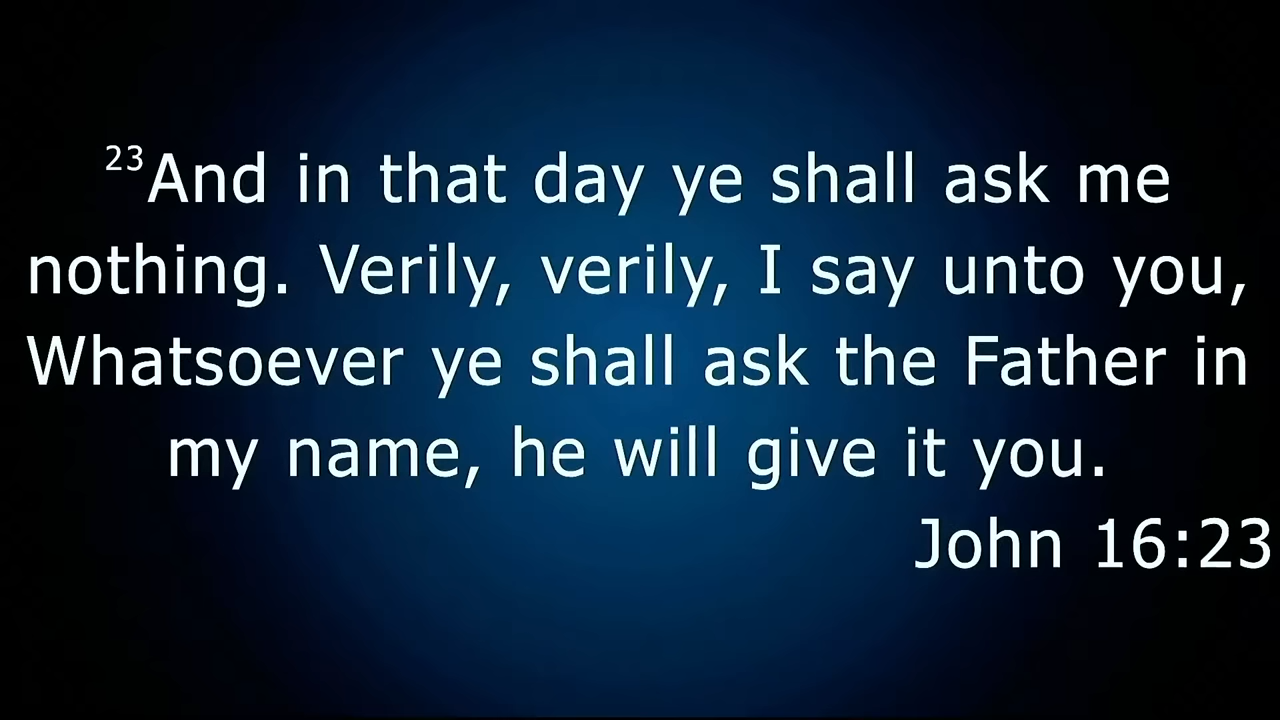 23And in that day ye shall ask me
nothing. Verily, verily, I say unto you,
Whatsoever ye shall ask the Father in
my name, he will give it you.
John 16:23